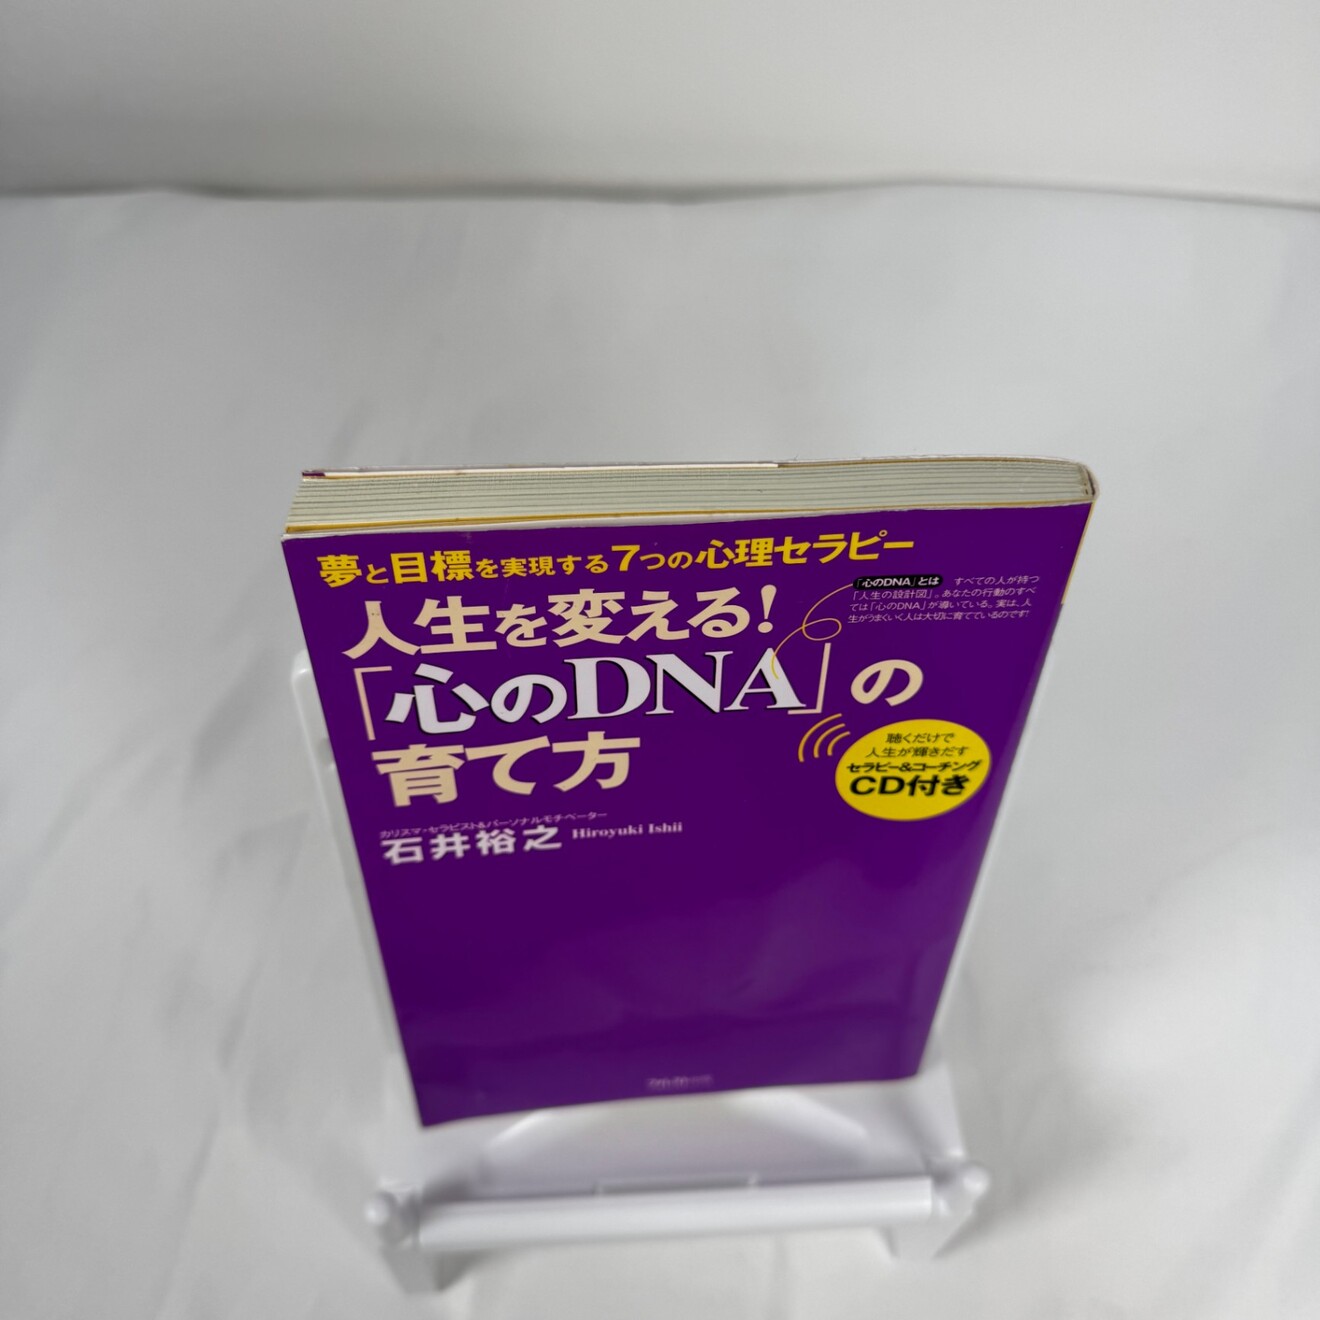 夢と目標を実現する7つの心理セラピー
人生を変える!
「心のDNA」の
育て方
「心のDNA」とは すべての人が持つ
「人生の設計図」。あなたの行動のすべ
ては「心のDNA」が導いている。実は、人
生がうまくいく人は大切に育てているのです!
聴くだけで
人生が輝きだす
セラピー&コーチング
CD付き
カリスマ・セラピスト&パーソナルモチベーター
石井裕之 Hiroyuki Ishii